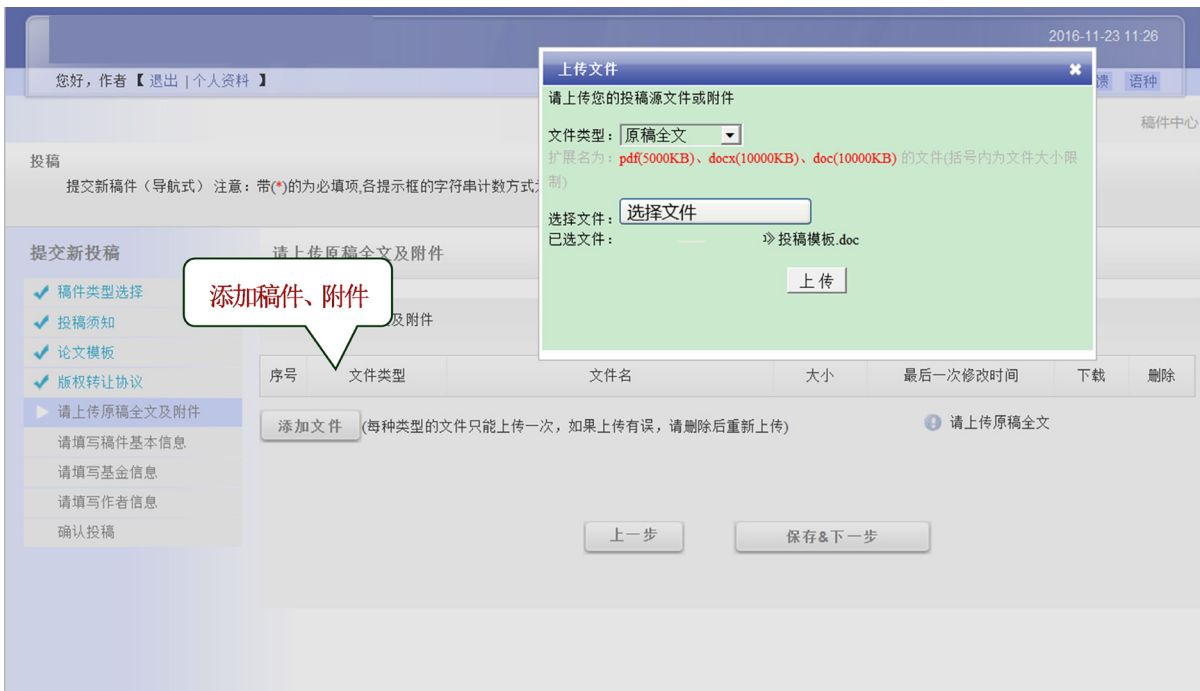 2016-11-23 11:26
您好，作者【 退出 | 个人资料 】
馈 语种
稿件中心
投稿
提交新稿件（导航式） 注意：带(*)的为必填项,各提示框的字符串计数方式
上传文件
请上传您的投稿源文件或附件
文件类型： 原稿全文
扩展名为：pdf(5000KB)、docx(10000KB)、doc(10000KB) 的文件(括号内为文件大小限
制)
选择文件： 选择文件
已选文件： 投稿模板.doc
上 传
提交新投稿
稿件类型选择
投稿须知
论文模板
版权转让协议
请上传原稿全文及附件
请填写稿件基本信息
请填写基金信息
请填写作者信息
确认投稿
请上传原稿全文及附件
添加稿件、附件
及附件
序号 文件类型 文件名 大小 最后一次修改时间 下载 删除
添加文件 (每种类型的文件只能上传一次，如果上传有误，请删除后重新上传) 请上传原稿全文
上一步 保存&下一步